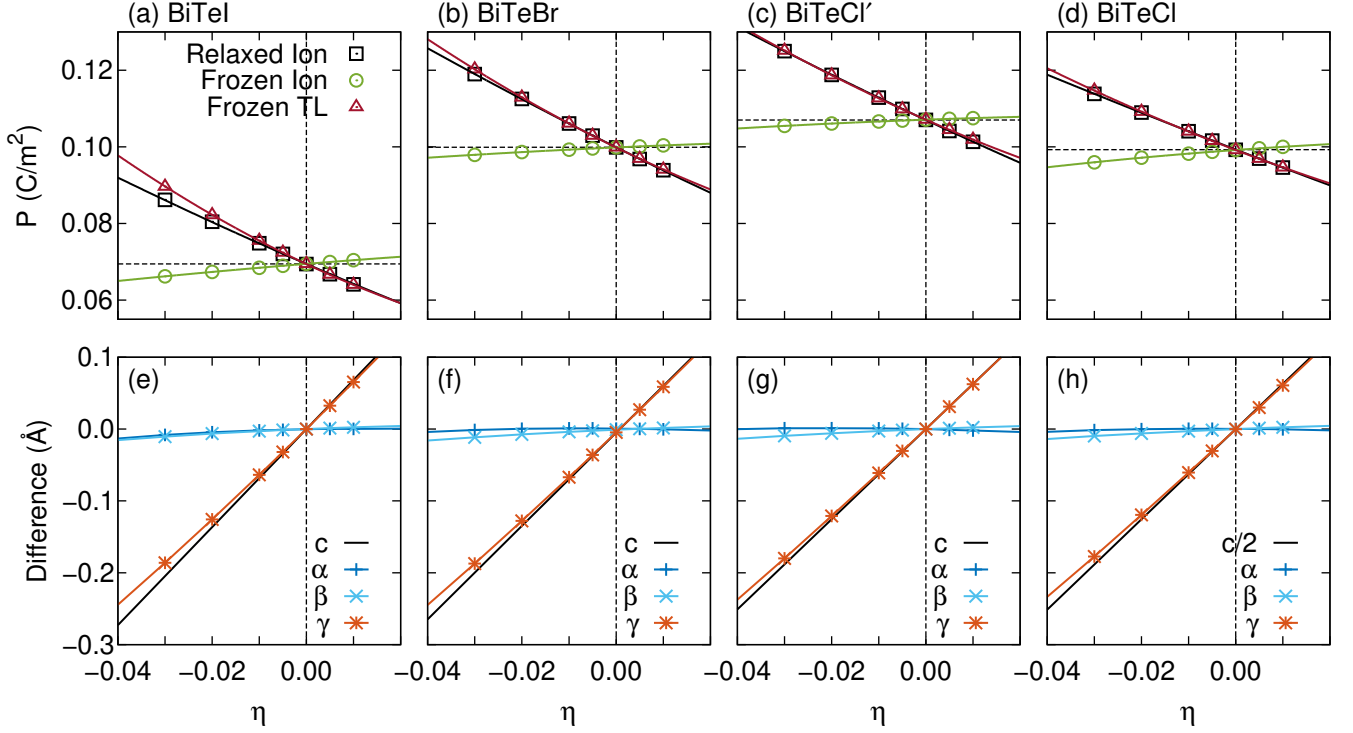 (a) BiTeI
(b) BiTeBr
(c) BiTeCl′
(d) BiTeCl
Relaxed Ion
Frozen Ion
Frozen TL
P (C/m²)
0.12
0.10
0.08
0.06
(e)
(f)
(g)
(h)
Difference (Å)
0.1
0.0
−0.1
−0.2
−0.3
c
α
β
γ
c
α
β
γ
c
α
β
γ
c/2
α
β
γ
−0.04 −0.02 0.00
−0.04 −0.02 0.00
−0.04 −0.02 0.00
−0.04 −0.02 0.00
η
η
η
η